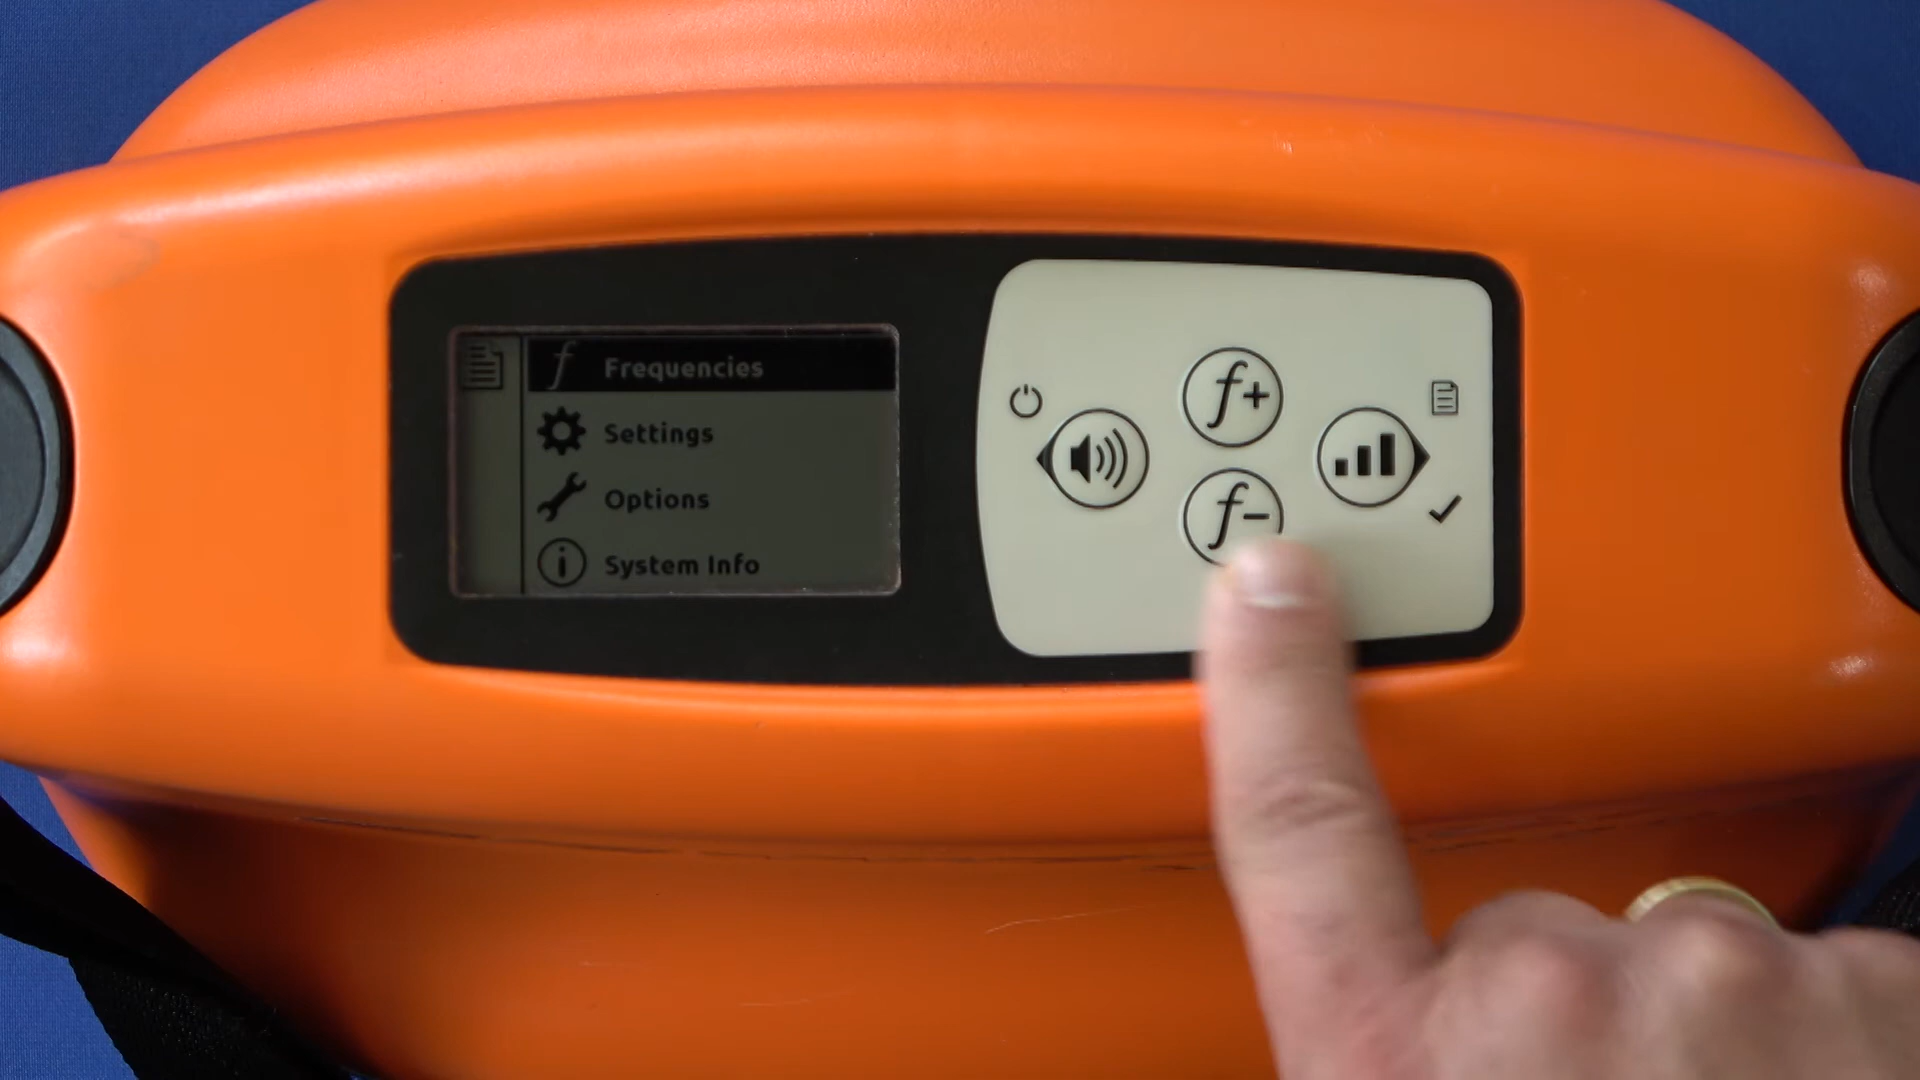 f Frequencies
Settings
Options
i System Info
f+
f-